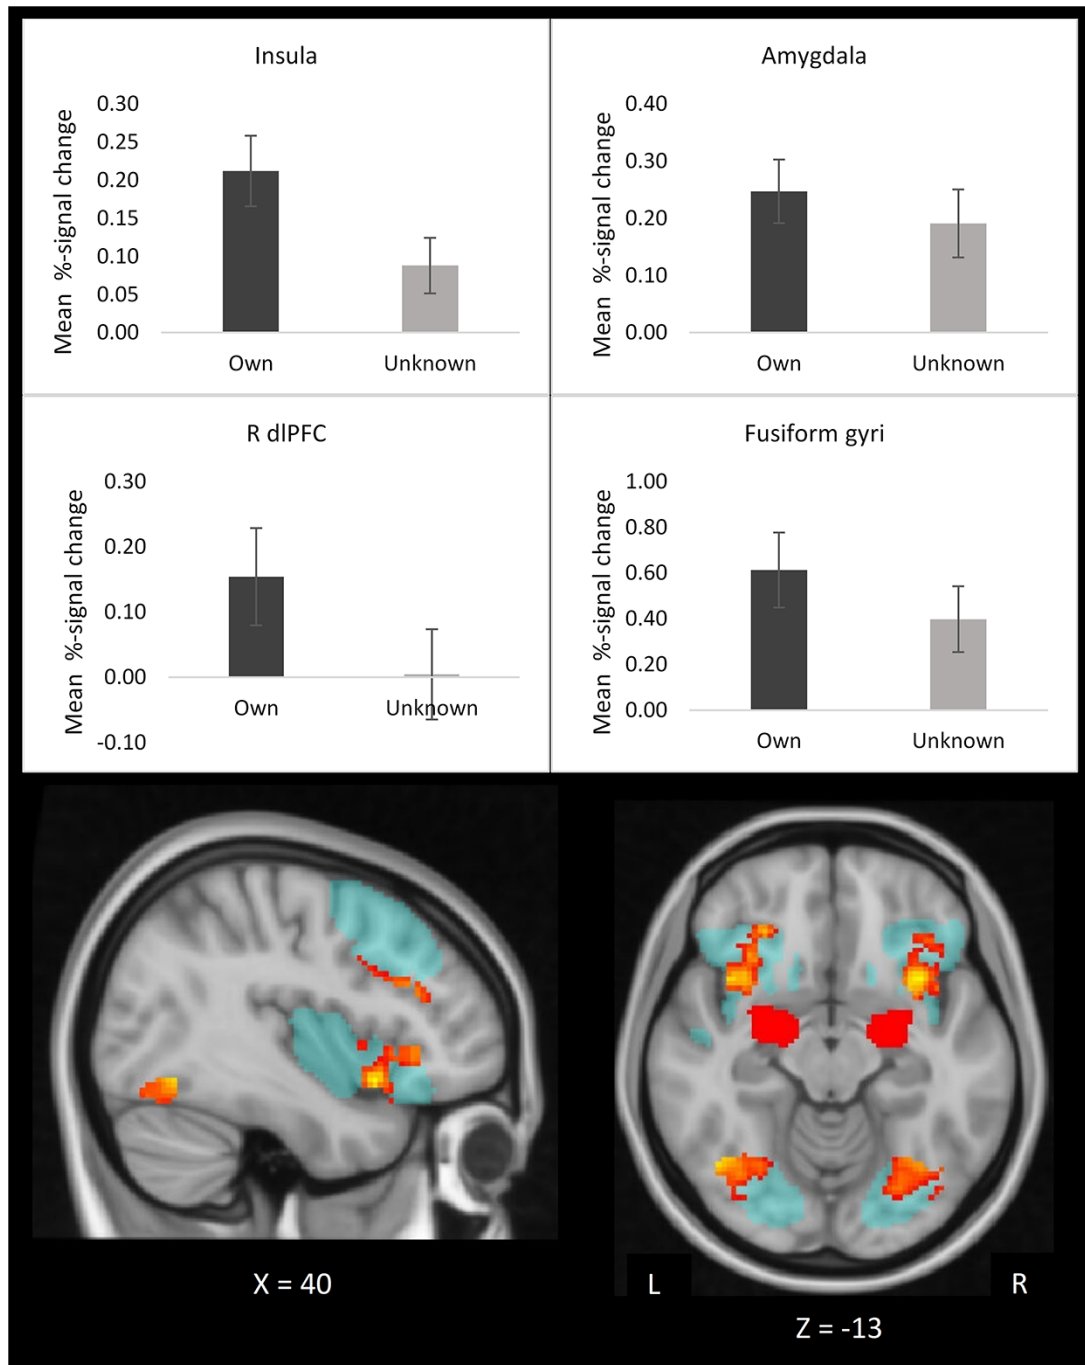 Insula
Mean %-signal change
0.30
0.25
0.20
0.15
0.10
0.05
0.00
Own Unknown
Amygdala
Mean %-signal change
0.40
0.30
0.20
0.10
0.00
Own Unknown
R dlPFC
Mean %-signal change
0.30
0.20
0.10
0.00
-0.10
Own Unknown
Fusiform gyri
Mean %-signal change
1.00
0.80
0.60
0.40
0.20
0.00
Own Unknown
X = 40
L R
Z = -13